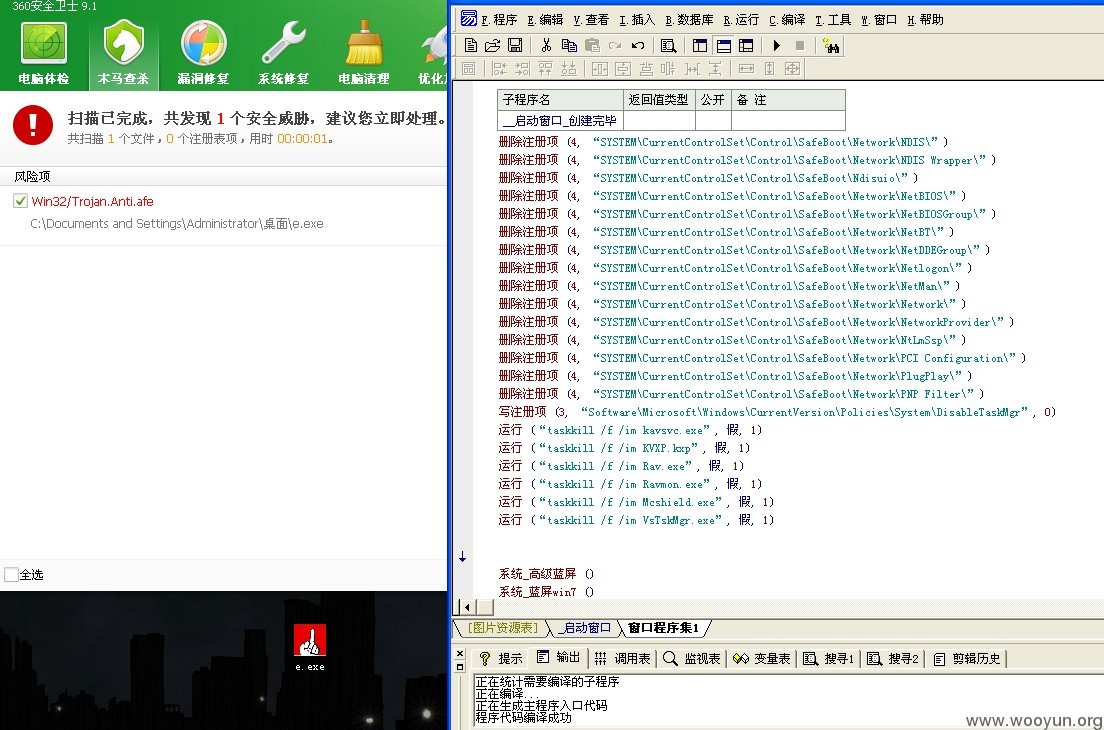 360安全卫士 9.1
电脑体检 木马查杀 漏洞修复 系统修复 电脑清理
扫描已完成，共发现 1 个安全威胁，建议您立即处理。
共扫描 1 个文件，0 个注册表项，用时 00:00:01。
风险项
Win32/Trojan.Anti.afe
C:\Documents and Settings\Administrator\桌面\e.exe
全选
e.exe
F.程序 E.编辑 V.查看 I.插入 B.数据库 R.运行 C.编译 T.工具 W.窗口 H.帮助
子程序名 返回值类型 公开 备 注
__启动窗口_创建完毕
删除注册项 (4, “SYSTEM\CurrentControlSet\Control\SafeBoot\Network\NDIS\”)
删除注册项 (4, “SYSTEM\CurrentControlSet\Control\SafeBoot\Network\NDIS Wrapper\”)
删除注册项 (4, “SYSTEM\CurrentControlSet\Control\SafeBoot\Network\Ndisuio\”)
删除注册项 (4, “SYSTEM\CurrentControlSet\Control\SafeBoot\Network\NetBIOS\”)
删除注册项 (4, “SYSTEM\CurrentControlSet\Control\SafeBoot\Network\NetBIOSGroup\”)
删除注册项 (4, “SYSTEM\CurrentControlSet\Control\SafeBoot\Network\NetBT\”)
删除注册项 (4, “SYSTEM\CurrentControlSet\Control\SafeBoot\Network\NetDDEGroup\”)
删除注册项 (4, “SYSTEM\CurrentControlSet\Control\SafeBoot\Network\Netlogon\”)
删除注册项 (4, “SYSTEM\CurrentControlSet\Control\SafeBoot\Network\NetMan\”)
删除注册项 (4, “SYSTEM\CurrentControlSet\Control\SafeBoot\Network\Network\”)
删除注册项 (4, “SYSTEM\CurrentControlSet\Control\SafeBoot\Network\NetworkProvider\”)
删除注册项 (4, “SYSTEM\CurrentControlSet\Control\SafeBoot\Network\NtLmSsp\”)
删除注册项 (4, “SYSTEM\CurrentControlSet\Control\SafeBoot\Network\PCI Configuration\”)
删除注册项 (4, “SYSTEM\CurrentControlSet\Control\SafeBoot\Network\PlugPlay\”)
删除注册项 (4, “SYSTEM\CurrentControlSet\Control\SafeBoot\Network\PNP Filter\”)
写注册项 (3, “Software\Microsoft\Windows\CurrentVersion\Policies\System\DisableTaskMgr”, 0)
运行 (“taskkill /f /im kavsvc.exe”, 假, 1)
运行 (“taskkill /f /im KVXP.kxp”, 假, 1)
运行 (“taskkill /f /im Rav.exe”, 假, 1)
运行 (“taskkill /f /im Ravmon.exe”, 假, 1)
运行 (“taskkill /f /im Mcshield.exe”, 假, 1)
运行 (“taskkill /f /im VsTskMgr.exe”, 假, 1)
系统_高级蓝屏 ()
系统_蓝屏win7 ()
[图片资源表] _启动窗口 窗口程序集1
提示 输出 调用表 监视表 变量表 搜寻1 搜寻2 剪辑历史
正在统计需要编译的子程序
正在编译...
正在生成主程序入口代码
程序代码编译成功
www.wooyun.org